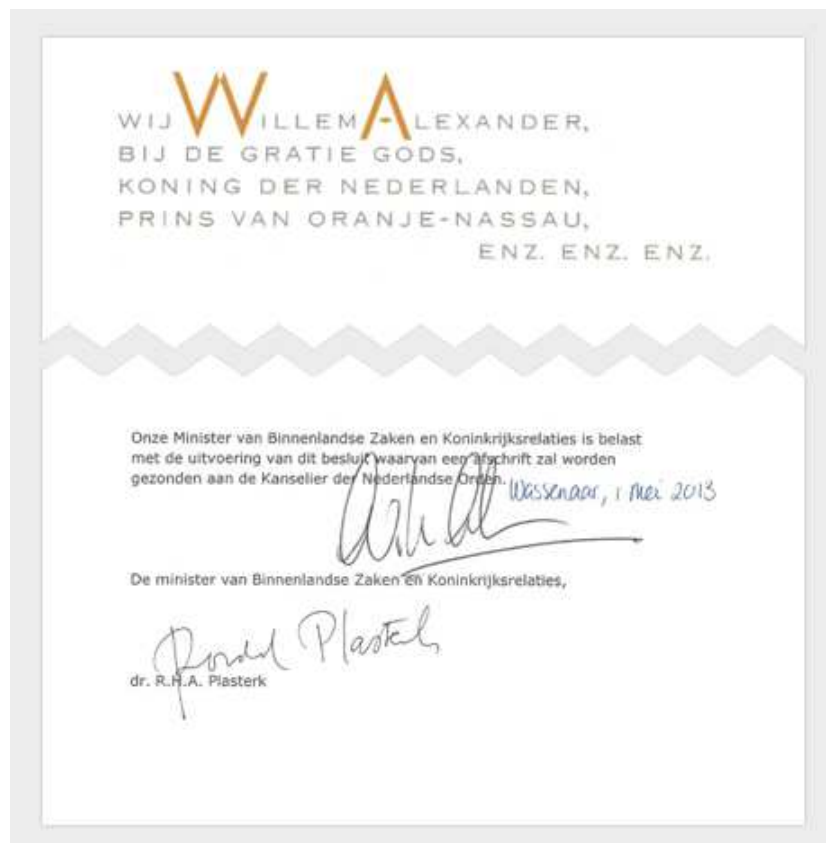 WIJ WILLEM ALEXANDER,
BIJ DE GRATIE GODS,
KONING DER NEDERLANDEN,
PRINS VAN ORANJE-NASSAU,
ENZ. ENZ. ENZ.
Onze Minister van Binnenlandse Zaken en Koninkrijksrelaties is belast
met de uitvoering van dit besluit waarvan een afschrift zal worden
gezonden aan de Kanselier der Nederlandse Orden.
Wassenaar, 1 mei 2013
De minister van Binnenlandse Zaken en Koninkrijksrelaties,
dr. R.H.A. Plasterk